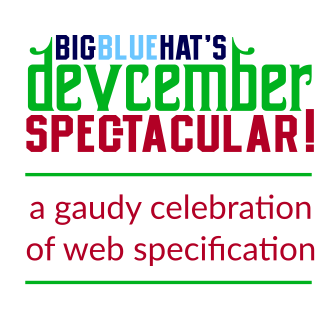 BIGBLUEHAT'S
devcember
SPECTACULAR!
a gaudy celebration
of web specification